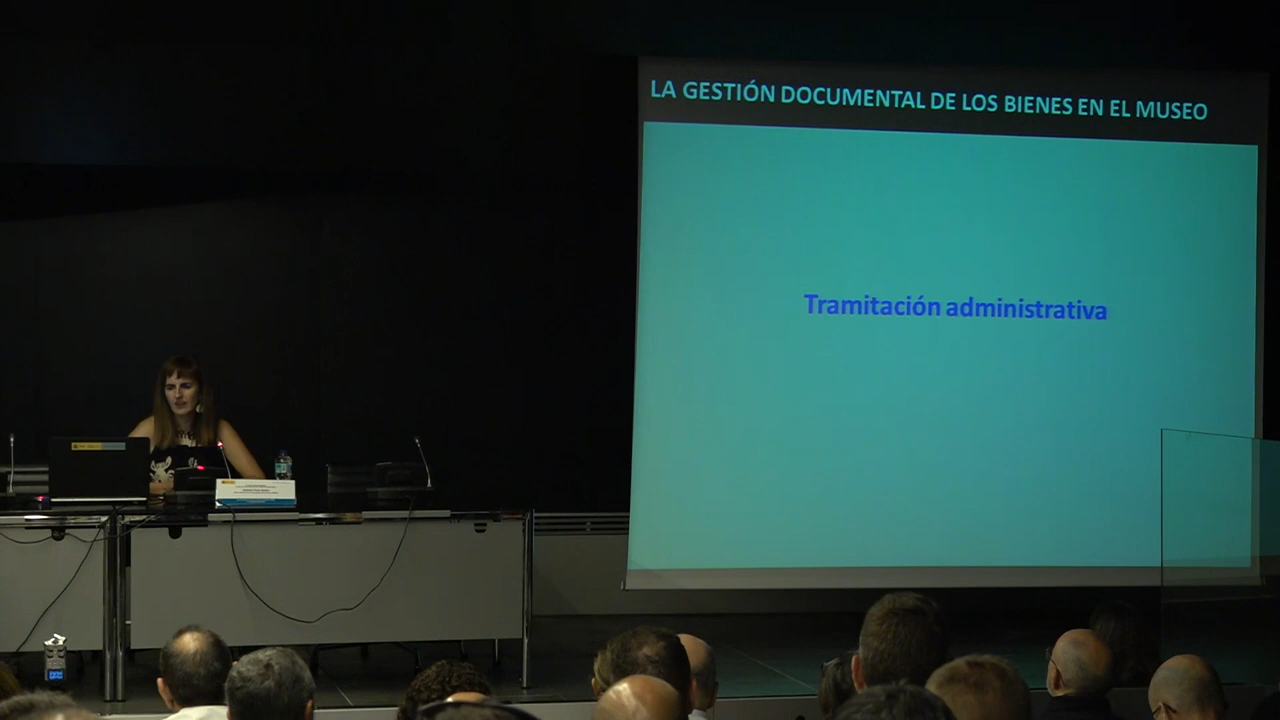 LA GESTIÓN DOCUMENTAL DE LOS BIENES EN EL MUSEO
Tramitación administrativa